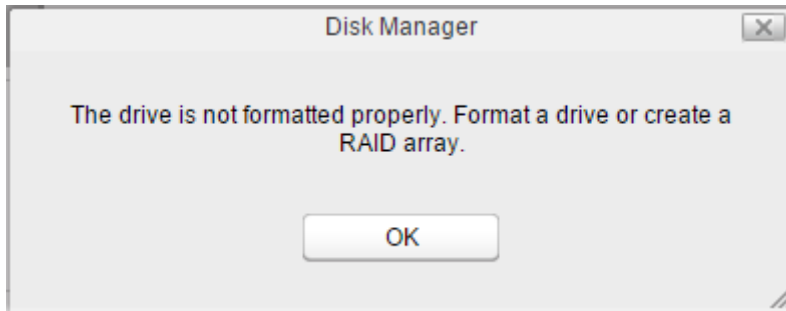 Disk Manager
The drive is not formatted properly. Format a drive or create a
RAID array.
OK